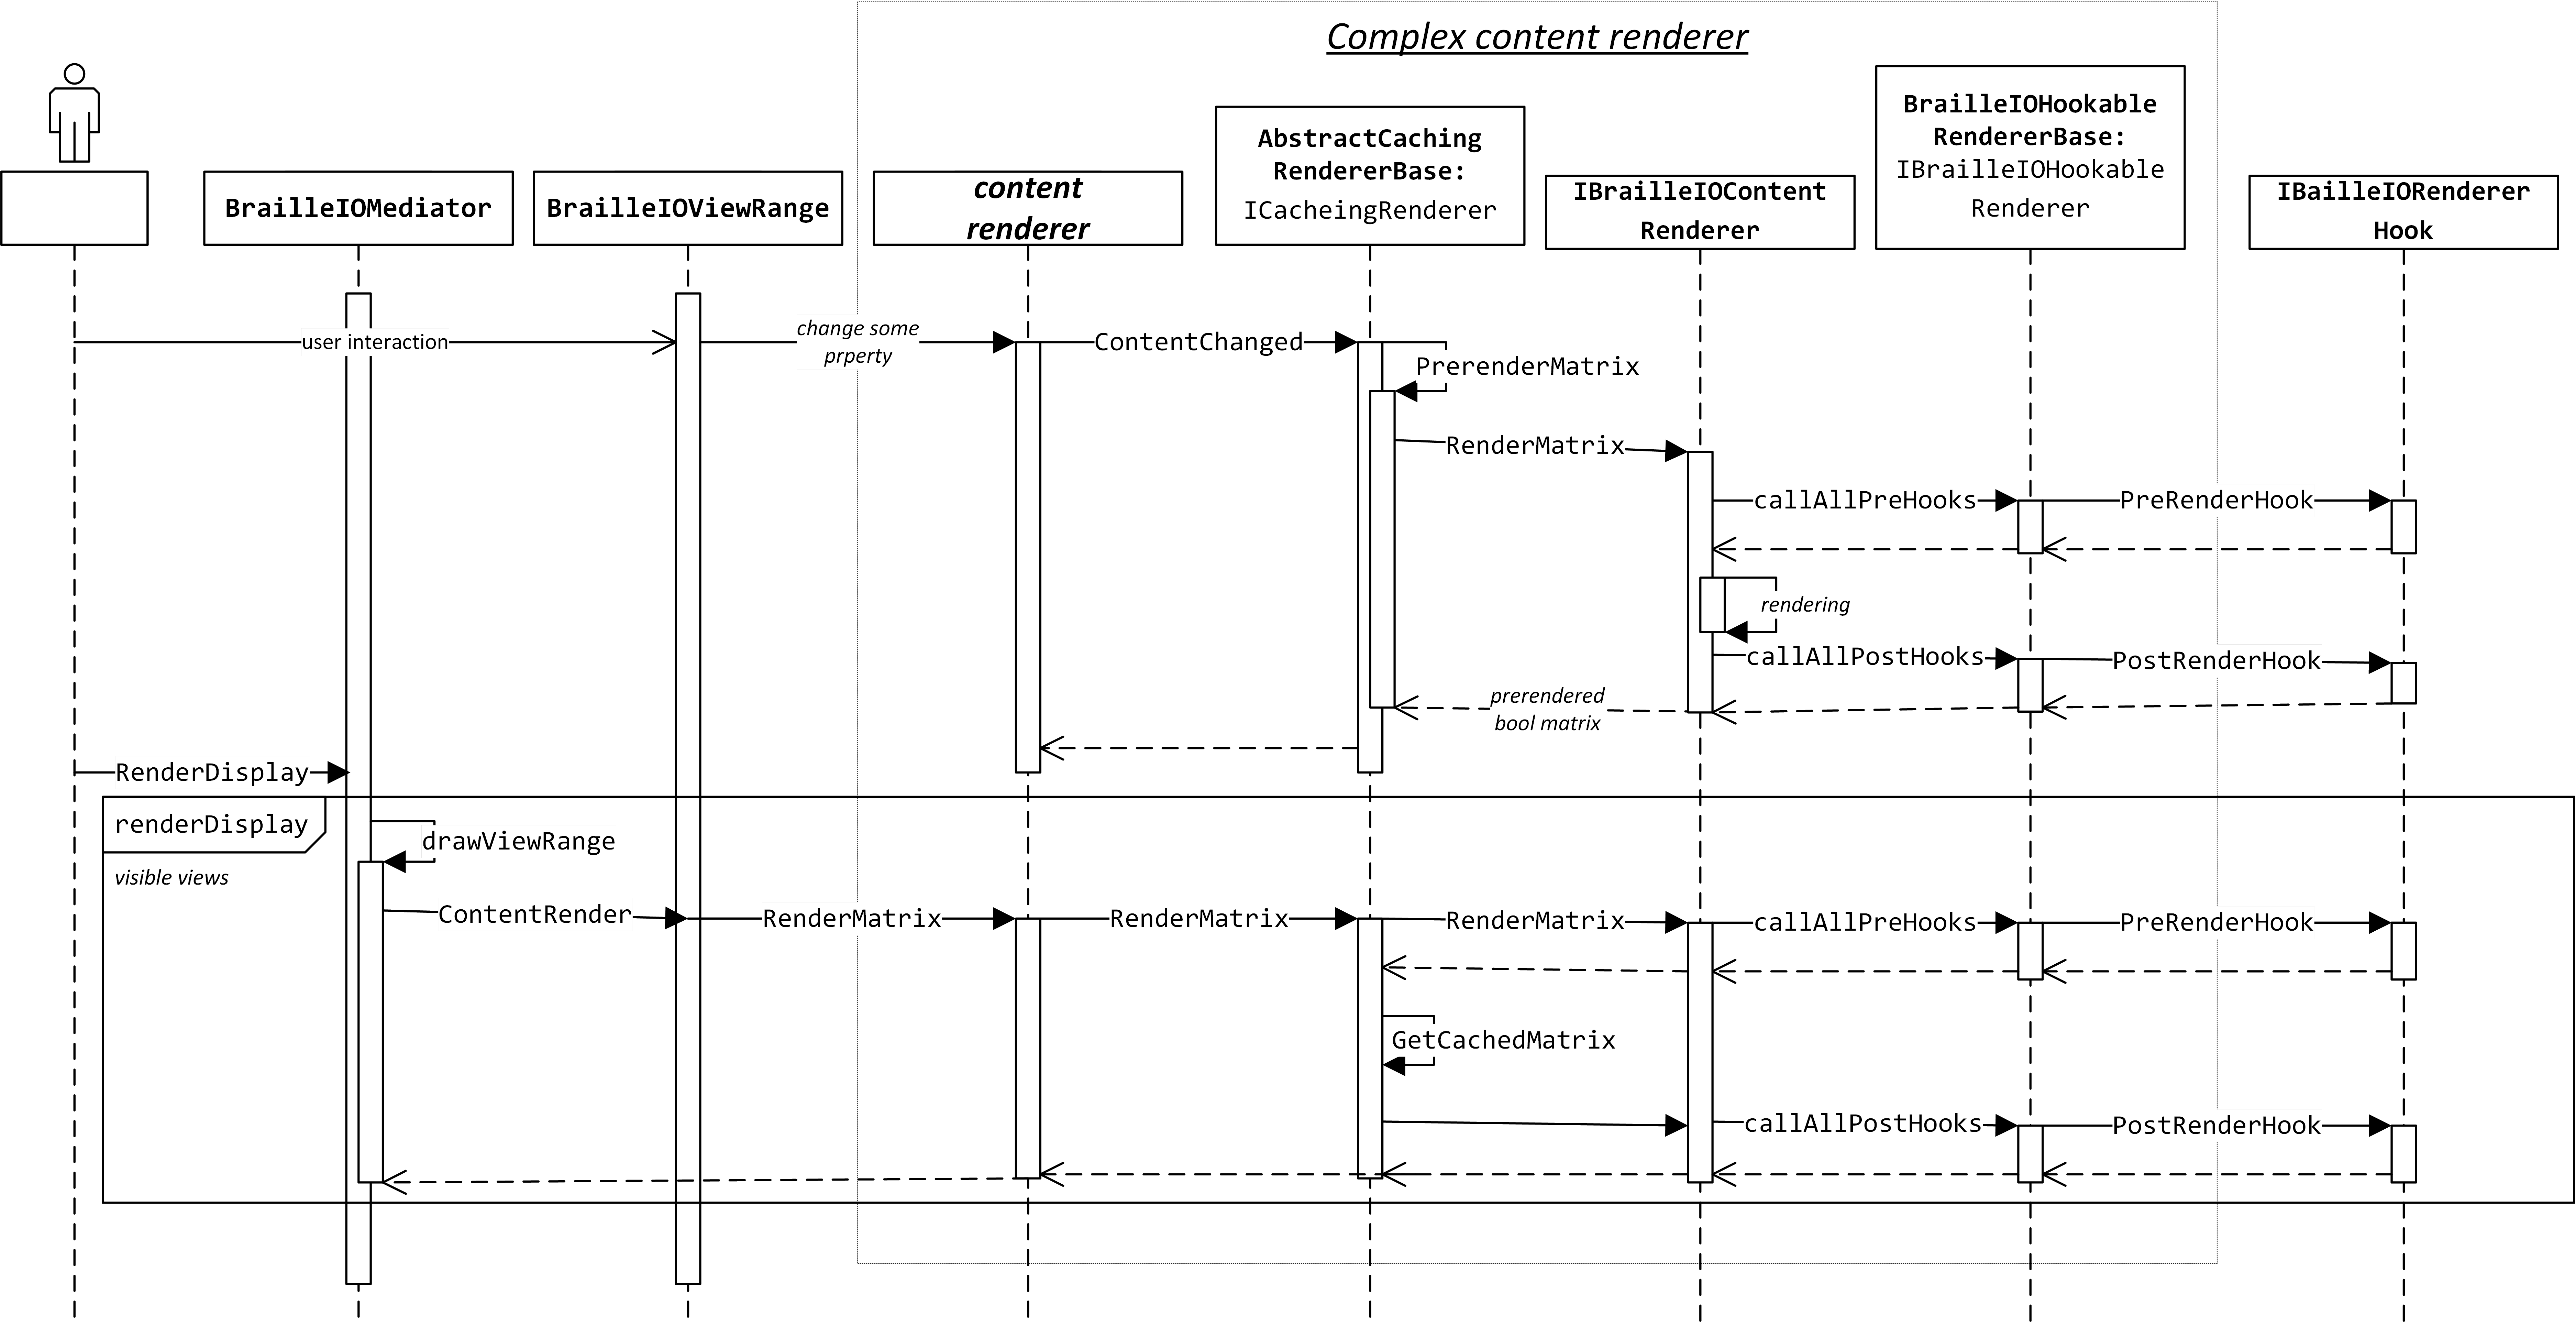 Complex content renderer
BrailleIOMediator
BrailleIOViewRange
content
renderer
AbstractCaching
RendererBase:
ICacheingRenderer
IBrailleIOContent
Renderer
BrailleIOHookable
RendererBase:
IBrailleIOHookable
Renderer
IBailleIORenderer
Hook
user interaction
change some
prperty
ContentChanged
PrerenderMatrix
RenderMatrix
callAllPreHooks
PreRenderHook
rendering
callAllPostHooks
PostRenderHook
prerendered
bool matrix
RenderDisplay
renderDisplay
visible views
drawViewRange
ContentRender
RenderMatrix
RenderMatrix
RenderMatrix
callAllPreHooks
PreRenderHook
GetCachedMatrix
callAllPostHooks
PostRenderHook